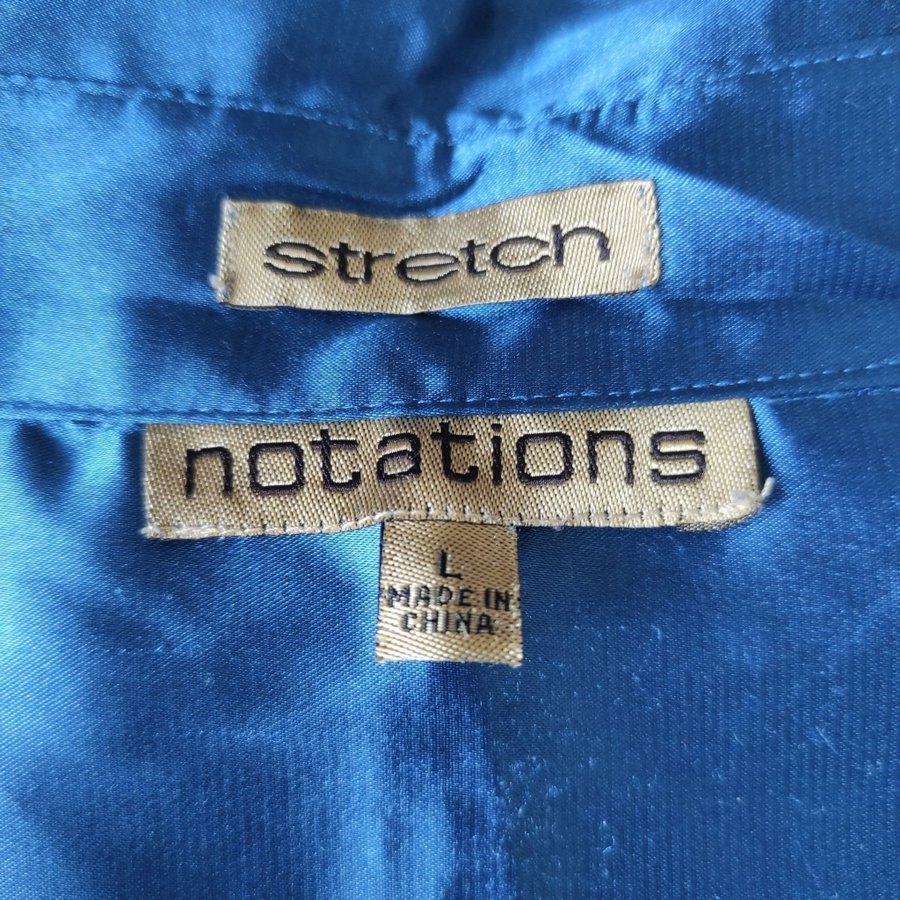 stretch
notations
L
MADE IN
CHINA